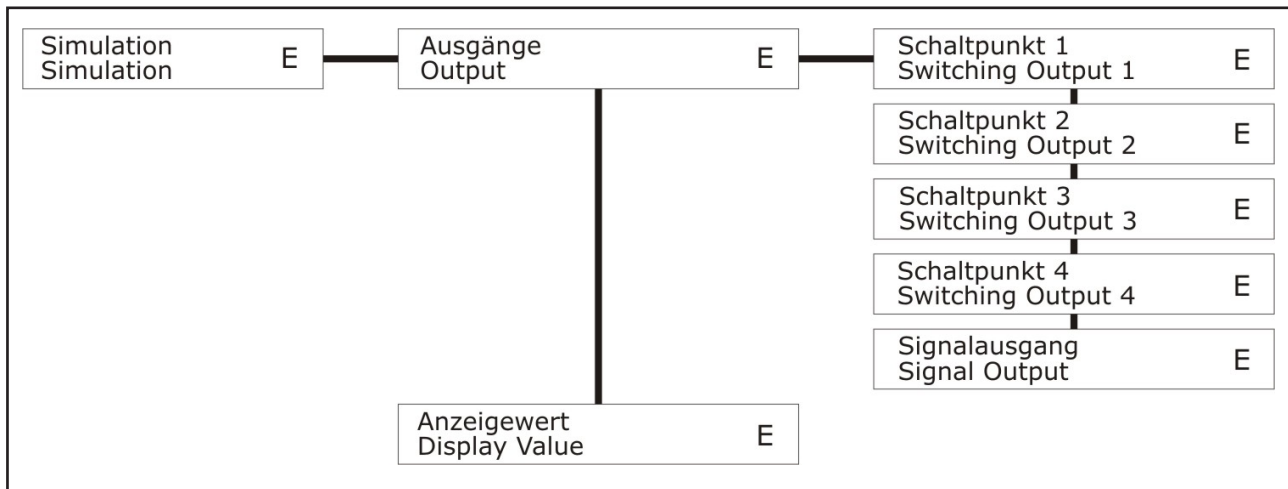 Simulation
Simulation
E
Ausgänge
Output
E
Schaltpunkt 1
Switching Output 1
E
Schaltpunkt 2
Switching Output 2
E
Schaltpunkt 3
Switching Output 3
E
Schaltpunkt 4
Switching Output 4
E
Signalausgang
Signal Output
E
Anzeigewert
Display Value
E